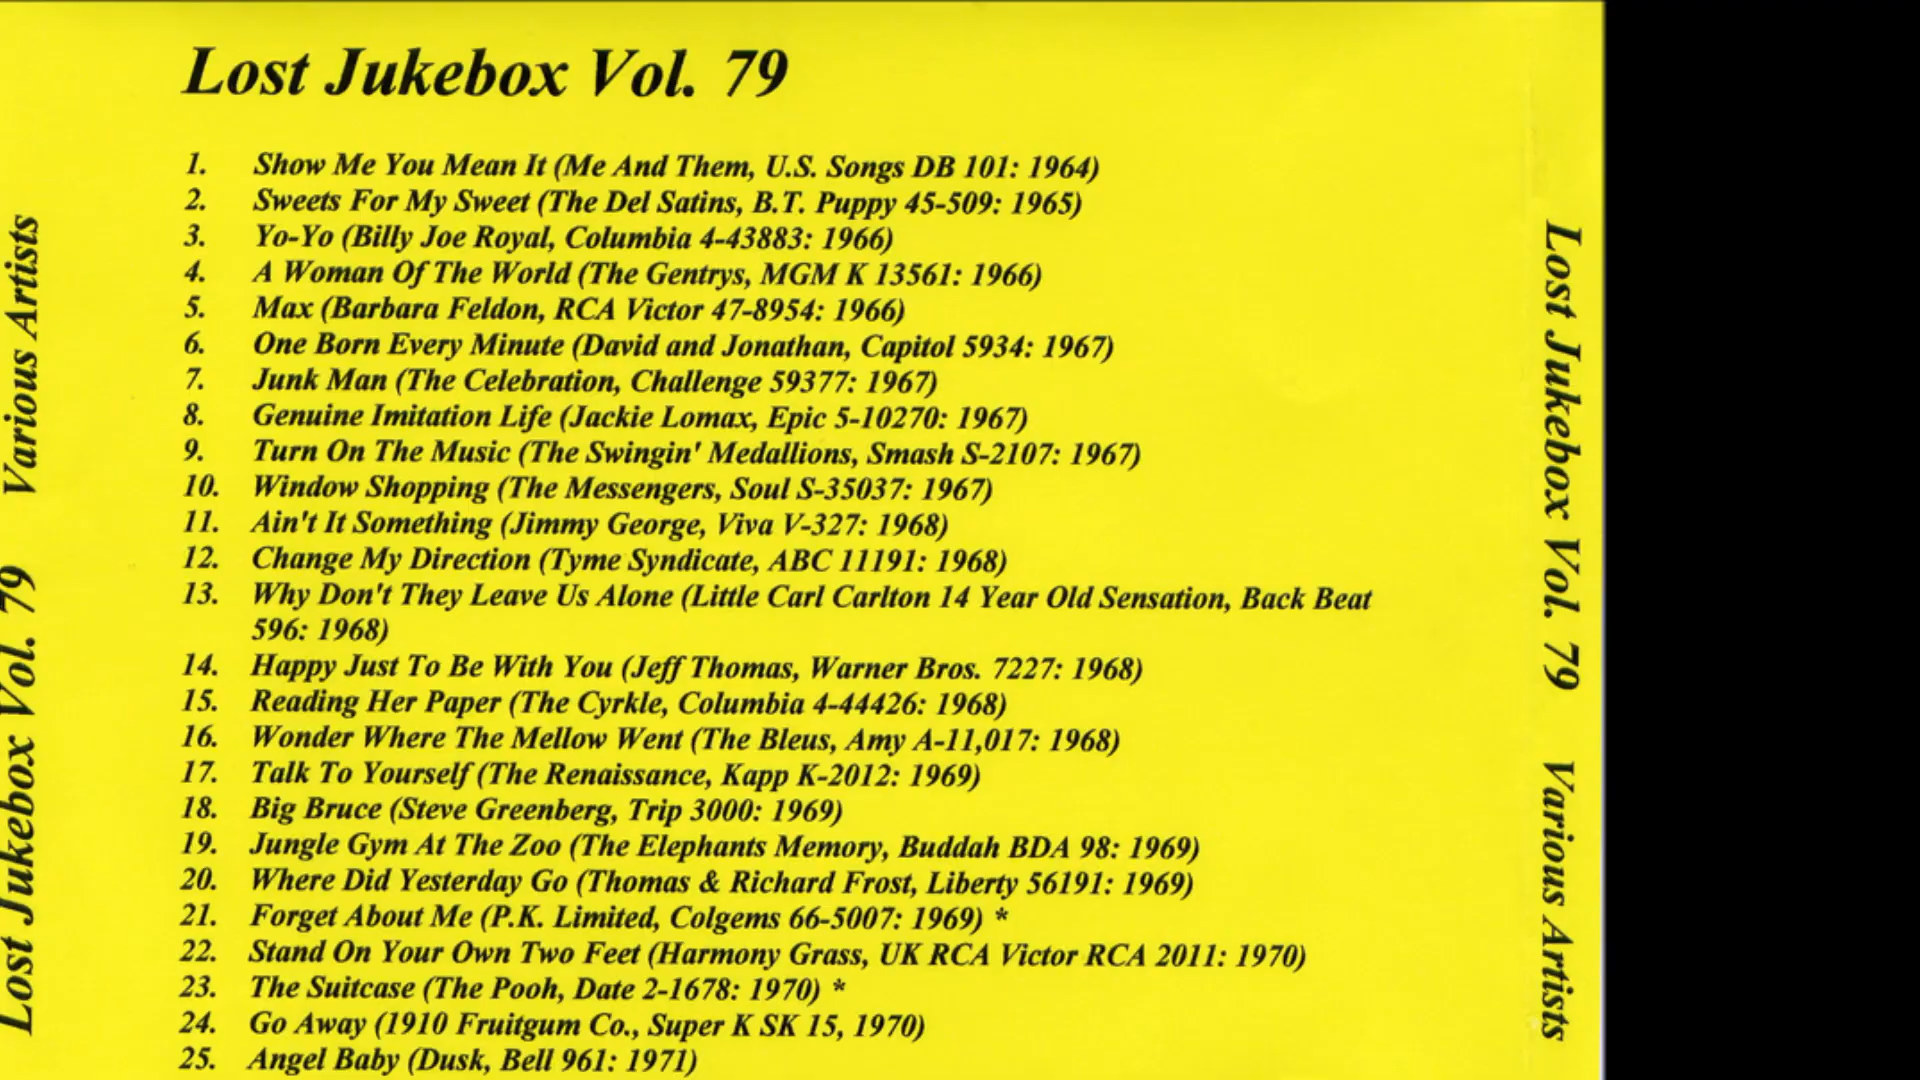 Lost Jukebox Vol. 79
1. Show Me You Mean It (Me And Them, U.S. Songs DB 101: 1964)
2. Sweets For My Sweet (The Del Satins, B.T. Puppy 45-509: 1965)
3. Yo-Yo (Billy Joe Royal, Columbia 4-43883: 1966)
4. A Woman Of The World (The Gentrys, MGM K 13561: 1966)
5. Max (Barbara Feldon, RCA Victor 47-8954: 1966)
6. One Born Every Minute (David and Jonathan, Capitol 5934: 1967)
7. Junk Man (The Celebration, Challenge 59377: 1967)
8. Genuine Imitation Life (Jackie Lomax, Epic 5-10270: 1967)
9. Turn On The Music (The Swingin' Medallions, Smash S-2107: 1967)
10. Window Shopping (The Messengers, Soul S-35037: 1967)
11. Ain't It Something (Jimmy George, Viva V-327: 1968)
12. Change My Direction (Tyme Syndicate, ABC 11191: 1968)
13. Why Don't They Leave Us Alone (Little Carl Carlton 14 Year Old Sensation, Back Beat
596: 1968)
14. Happy Just To Be With You (Jeff Thomas, Warner Bros. 7227: 1968)
15. Reading Her Paper (The Cyrkle, Columbia 4-44426: 1968)
16. Wonder Where The Mellow Went (The Bleus, Amy A-11,017: 1968)
17. Talk To Yourself (The Renaissance, Kapp K-2012: 1969)
18. Big Bruce (Steve Greenberg, Trip 3000: 1969)
19. Jungle Gym At The Zoo (The Elephants Memory, Buddah BDA 98: 1969)
20. Where Did Yesterday Go (Thomas & Richard Frost, Liberty 56191: 1969)
21. Forget About Me (P.K. Limited, Colgems 66-5007: 1969) *
22. Stand On Your Own Two Feet (Harmony Grass, UK RCA Victor RCA 2011: 1970)
23. The Suitcase (The Pooh, Date 2-1678: 1970) *
24. Go Away (1910 Fruitgum Co., Super K SK 15, 1970)
25. Angel Baby (Dusk, Bell 961: 1971)
Lost Jukebox Vol. 79 Various Artists
Lost Jukebox Vol. 79 Various Artists